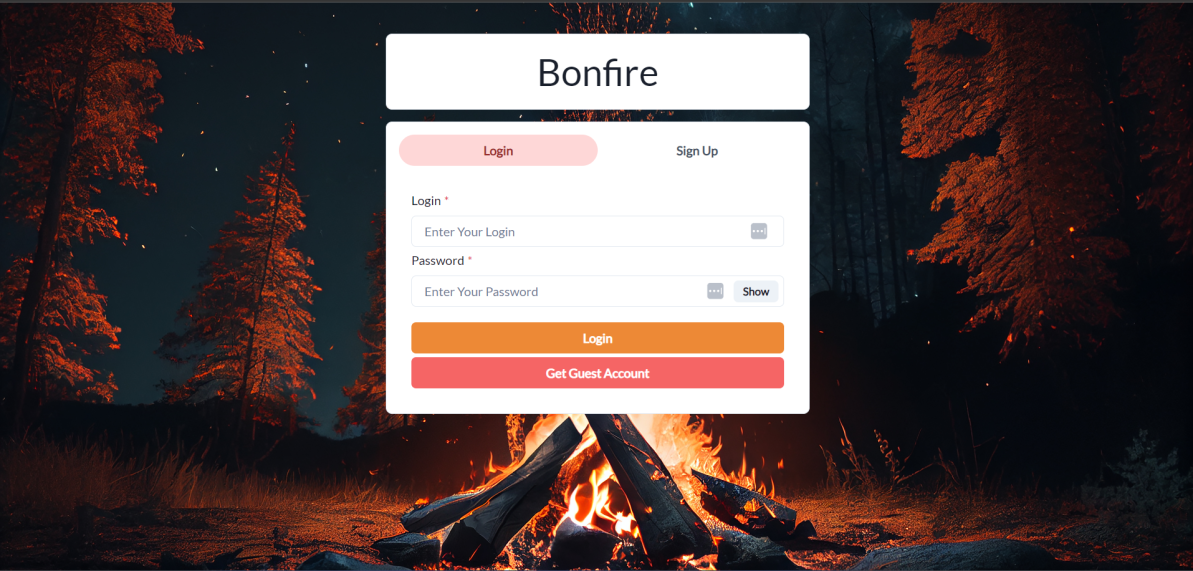 Bonfire
Login Sign Up
Login *
Enter Your Login
Password *
Enter Your Password Show
Login
Get Guest Account